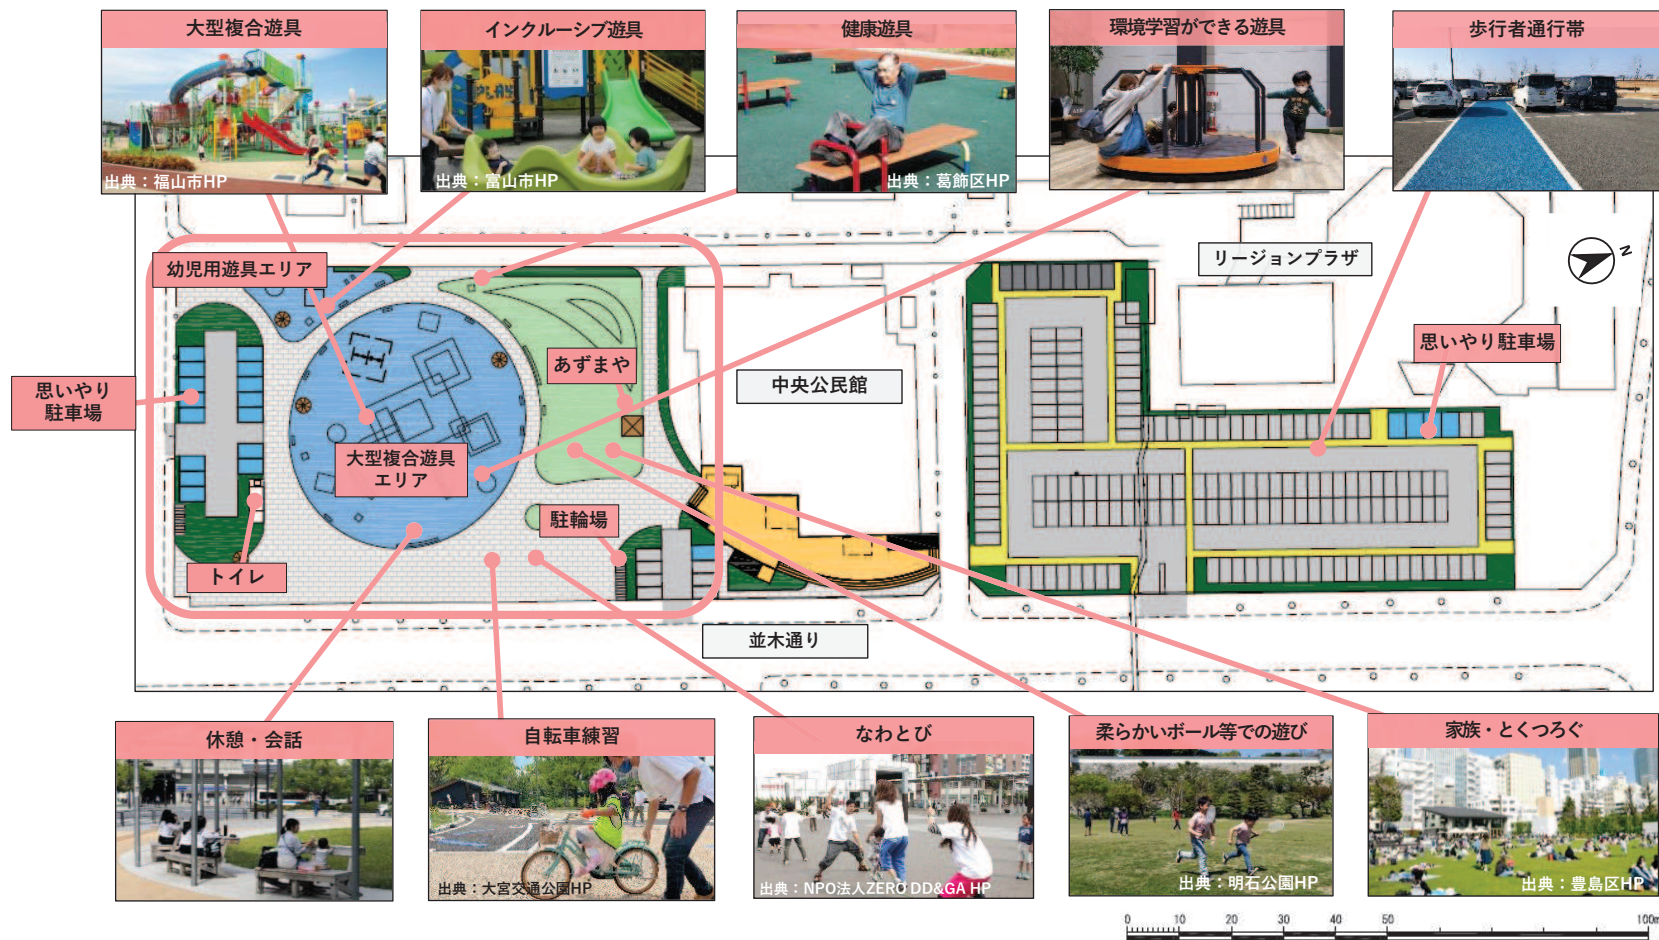 大型複合遊具
インクルーシブ遊具
健康遊具
環境学習ができる遊具
歩行者通行帯
出典：福山市HP
出典：富山市HP
出典：葛飾区HP
PLAY
幼児用遊具エリア
リージョンプラザ
N
思いやり
駐車場
あずまや
中央公民館
思いやり駐車場
大型複合遊具
エリア
駐輪場
トイレ
並木通り
休憩・会話
自転車練習
なわとび
柔らかいボール等での遊び
家族・とくつろぐ
出典：大宮交通公園HP
出典：NPO法人ZERO DD&GA HP
出典：明石公園HP
出典：豊島区HP
0 10 20 30 40 50 100m